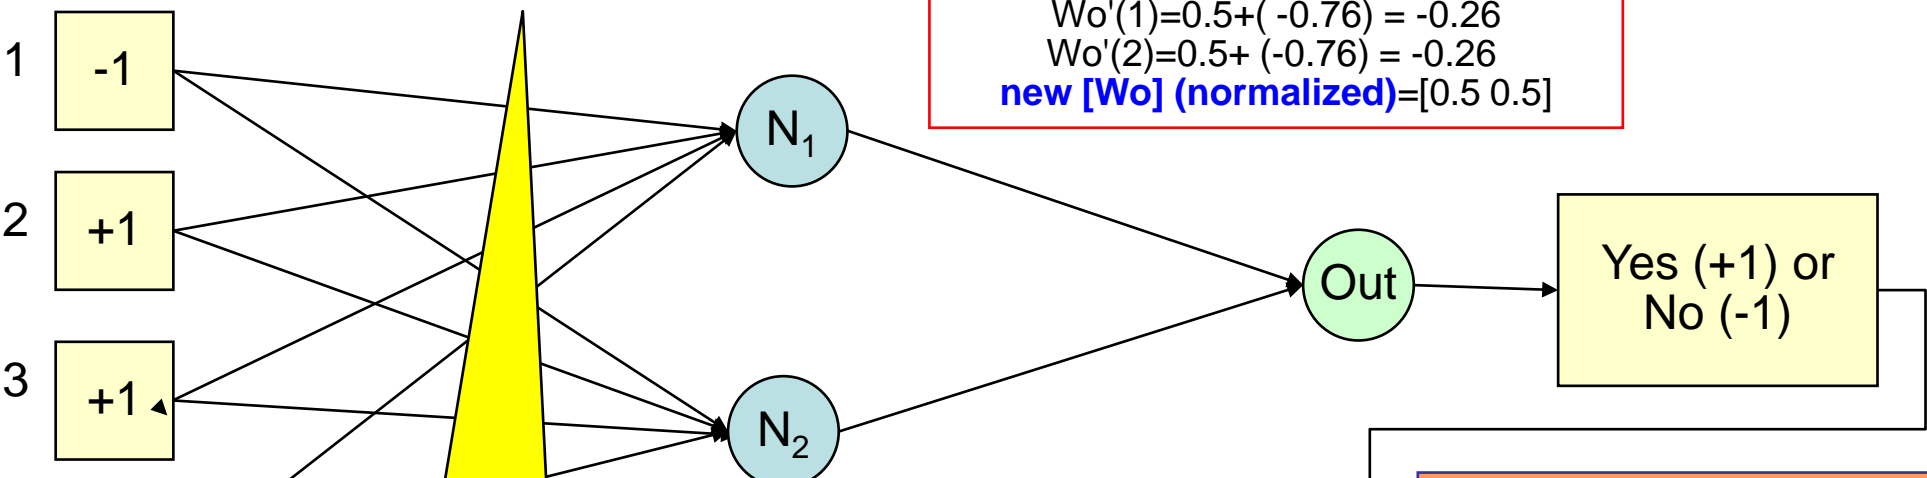 Wo'(1)=0.5+( -0.76) = -0.26
Wo'(2)=0.5+ (-0.76) = -0.26
new [Wo] (normalized)=[0.5 0.5]
1
-1
N1
2
+1
Out
Yes (+1) or
No (-1)
3
+1
N2